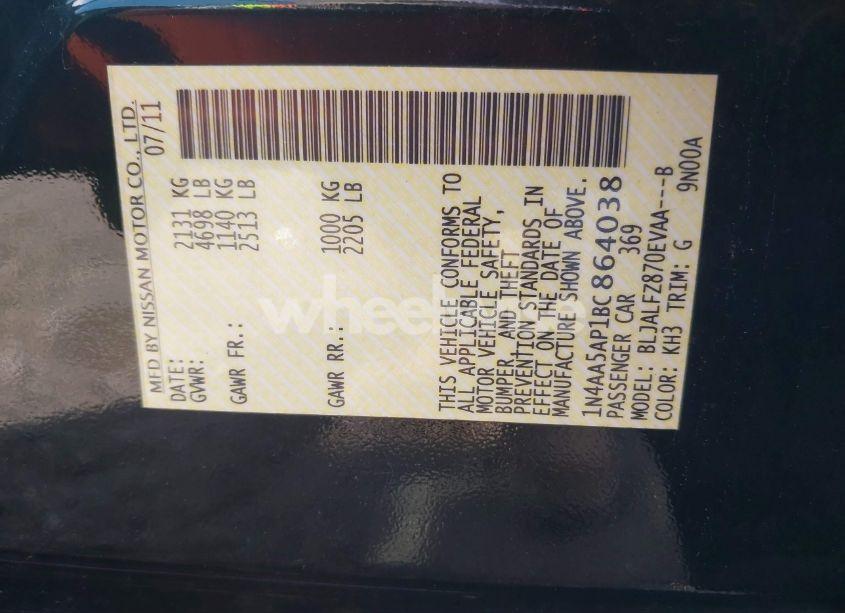 MFD BY NISSAN MOTOR CO., LTD.
DATE: 07/11
GVWR: 2131 KG
4698 LB
GAWR FR.: 1140 KG
2513 LB
GAWR RR.: 1000 KG
2205 LB
THIS VEHICLE CONFORMS TO
ALL APPLICABLE FEDERAL
MOTOR VEHICLE SAFETY,
BUMPER, AND THEFT
PREVENTION STANDARDS IN
EFFECT ON THE DATE OF
MANUFACTURE SHOWN ABOVE.
1N4AA5AP1BC864038
PASSENGER CAR 369
MODEL: BLJALFZ870EVAA---B
COLOR: KH3 TRIM: G 9N00A